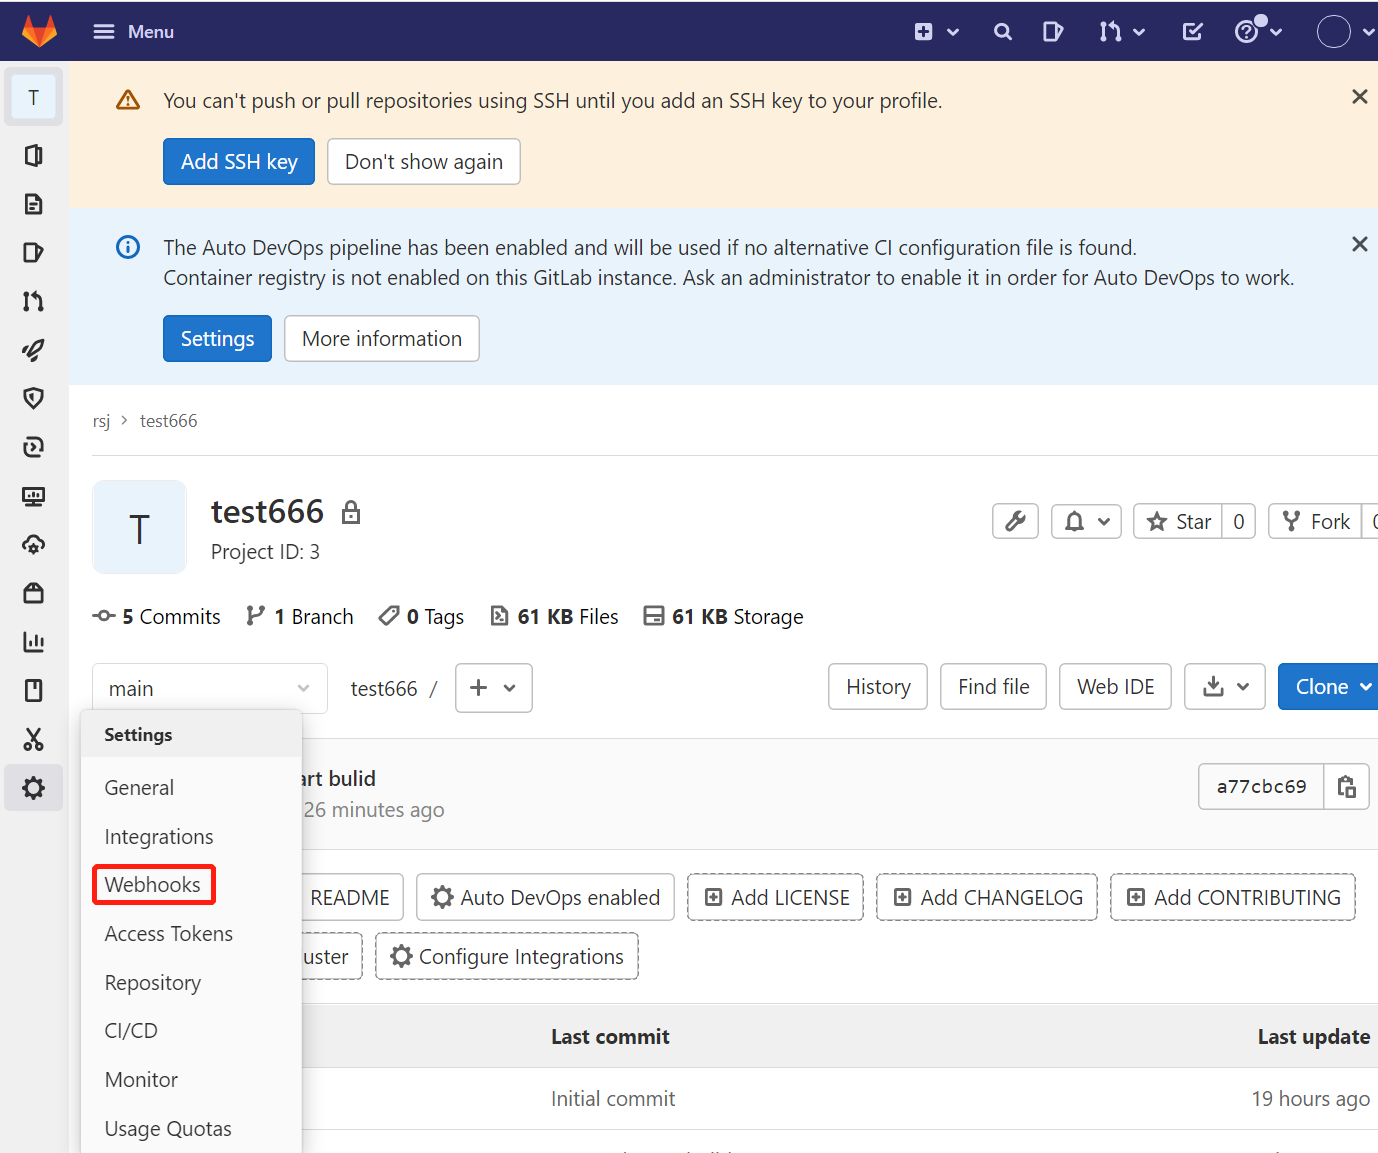 Menu
T
You can't push or pull repositories using SSH until you add an SSH key to your profile.
Add SSH key
Don't show again
The Auto DevOps pipeline has been enabled and will be used if no alternative CI configuration file is found.
Container registry is not enabled on this GitLab instance. Ask an administrator to enable it in order for Auto DevOps to work.
Settings
More information
rsj > test666
T
test666
Project ID: 3
Star 0
Fork
5 Commits
1 Branch
0 Tags
61 KB Files
61 KB Storage
main
test666 /
History
Find file
Web IDE
Clone
Settings
General
Integrations
Webhooks
Access Tokens
Repository
CI/CD
Monitor
Usage Quotas
art bulid
26 minutes ago
a77cbc69
README
Auto DevOps enabled
Add LICENSE
Add CHANGELOG
Add CONTRIBUTING
uster
Configure Integrations
Last commit
Last update
Initial commit
19 hours ago